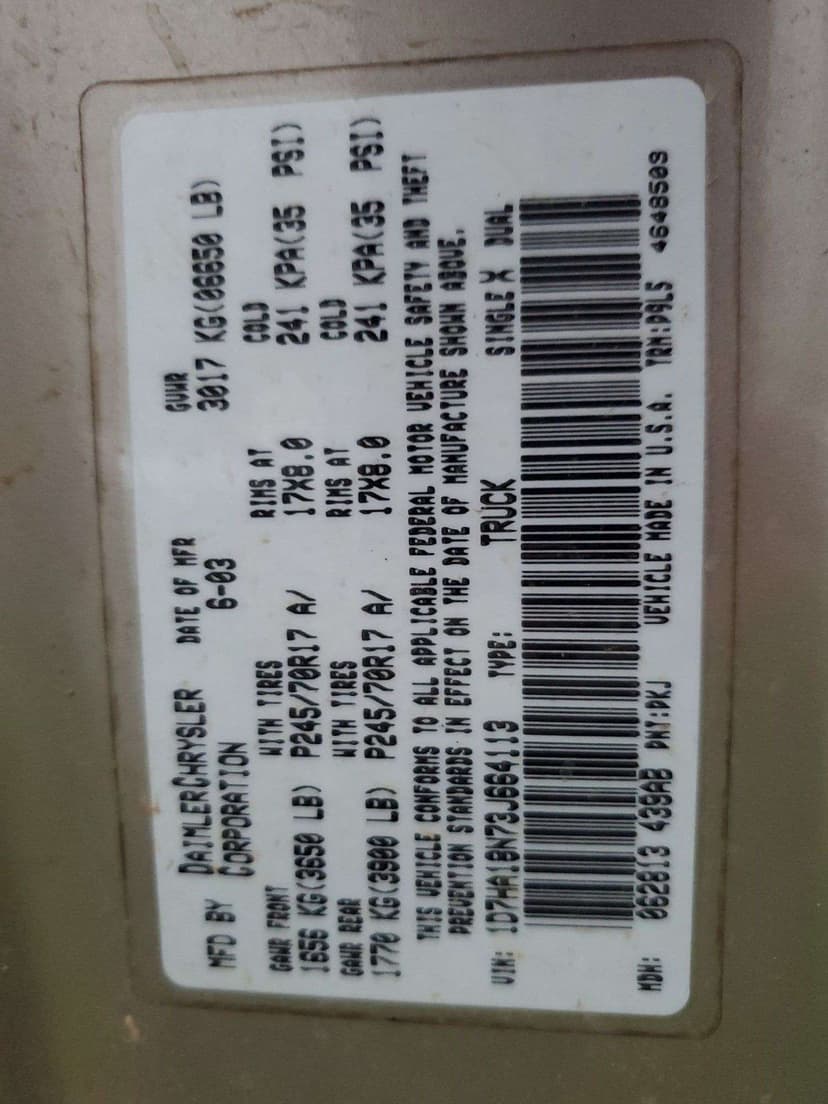 MFD BY DAIMLERCHRYSLER CORPORATION
DATE OF MFR 6-03
GVWR 3017 KG(06650 LB)
GAWR FRONT WITH TIRES RIMS AT COLD
1656 KG(3650 LB) P245/70R17 A/ 17X8.0 241 KPA(35 PSI)
GAWR REAR WITH TIRES RIMS AT COLD
1770 KG(3900 LB) P245/70R17 A/ 17X8.0 241 KPA(35 PSI)
THIS VEHICLE CONFORMS TO ALL APPLICABLE FEDERAL MOTOR VEHICLE SAFETY AND THEFT
PREVENTION STANDARDS IN EFFECT ON THE DATE OF MANUFACTURE SHOWN ABOVE.
VIN: 1D7HA18N73J664113 TYPE: TRUCK SINGLE X DUAL
MDH: 062813 439AB PNT:PKJ VEHICLE MADE IN U.S.A. TRM:D9L5 4648509